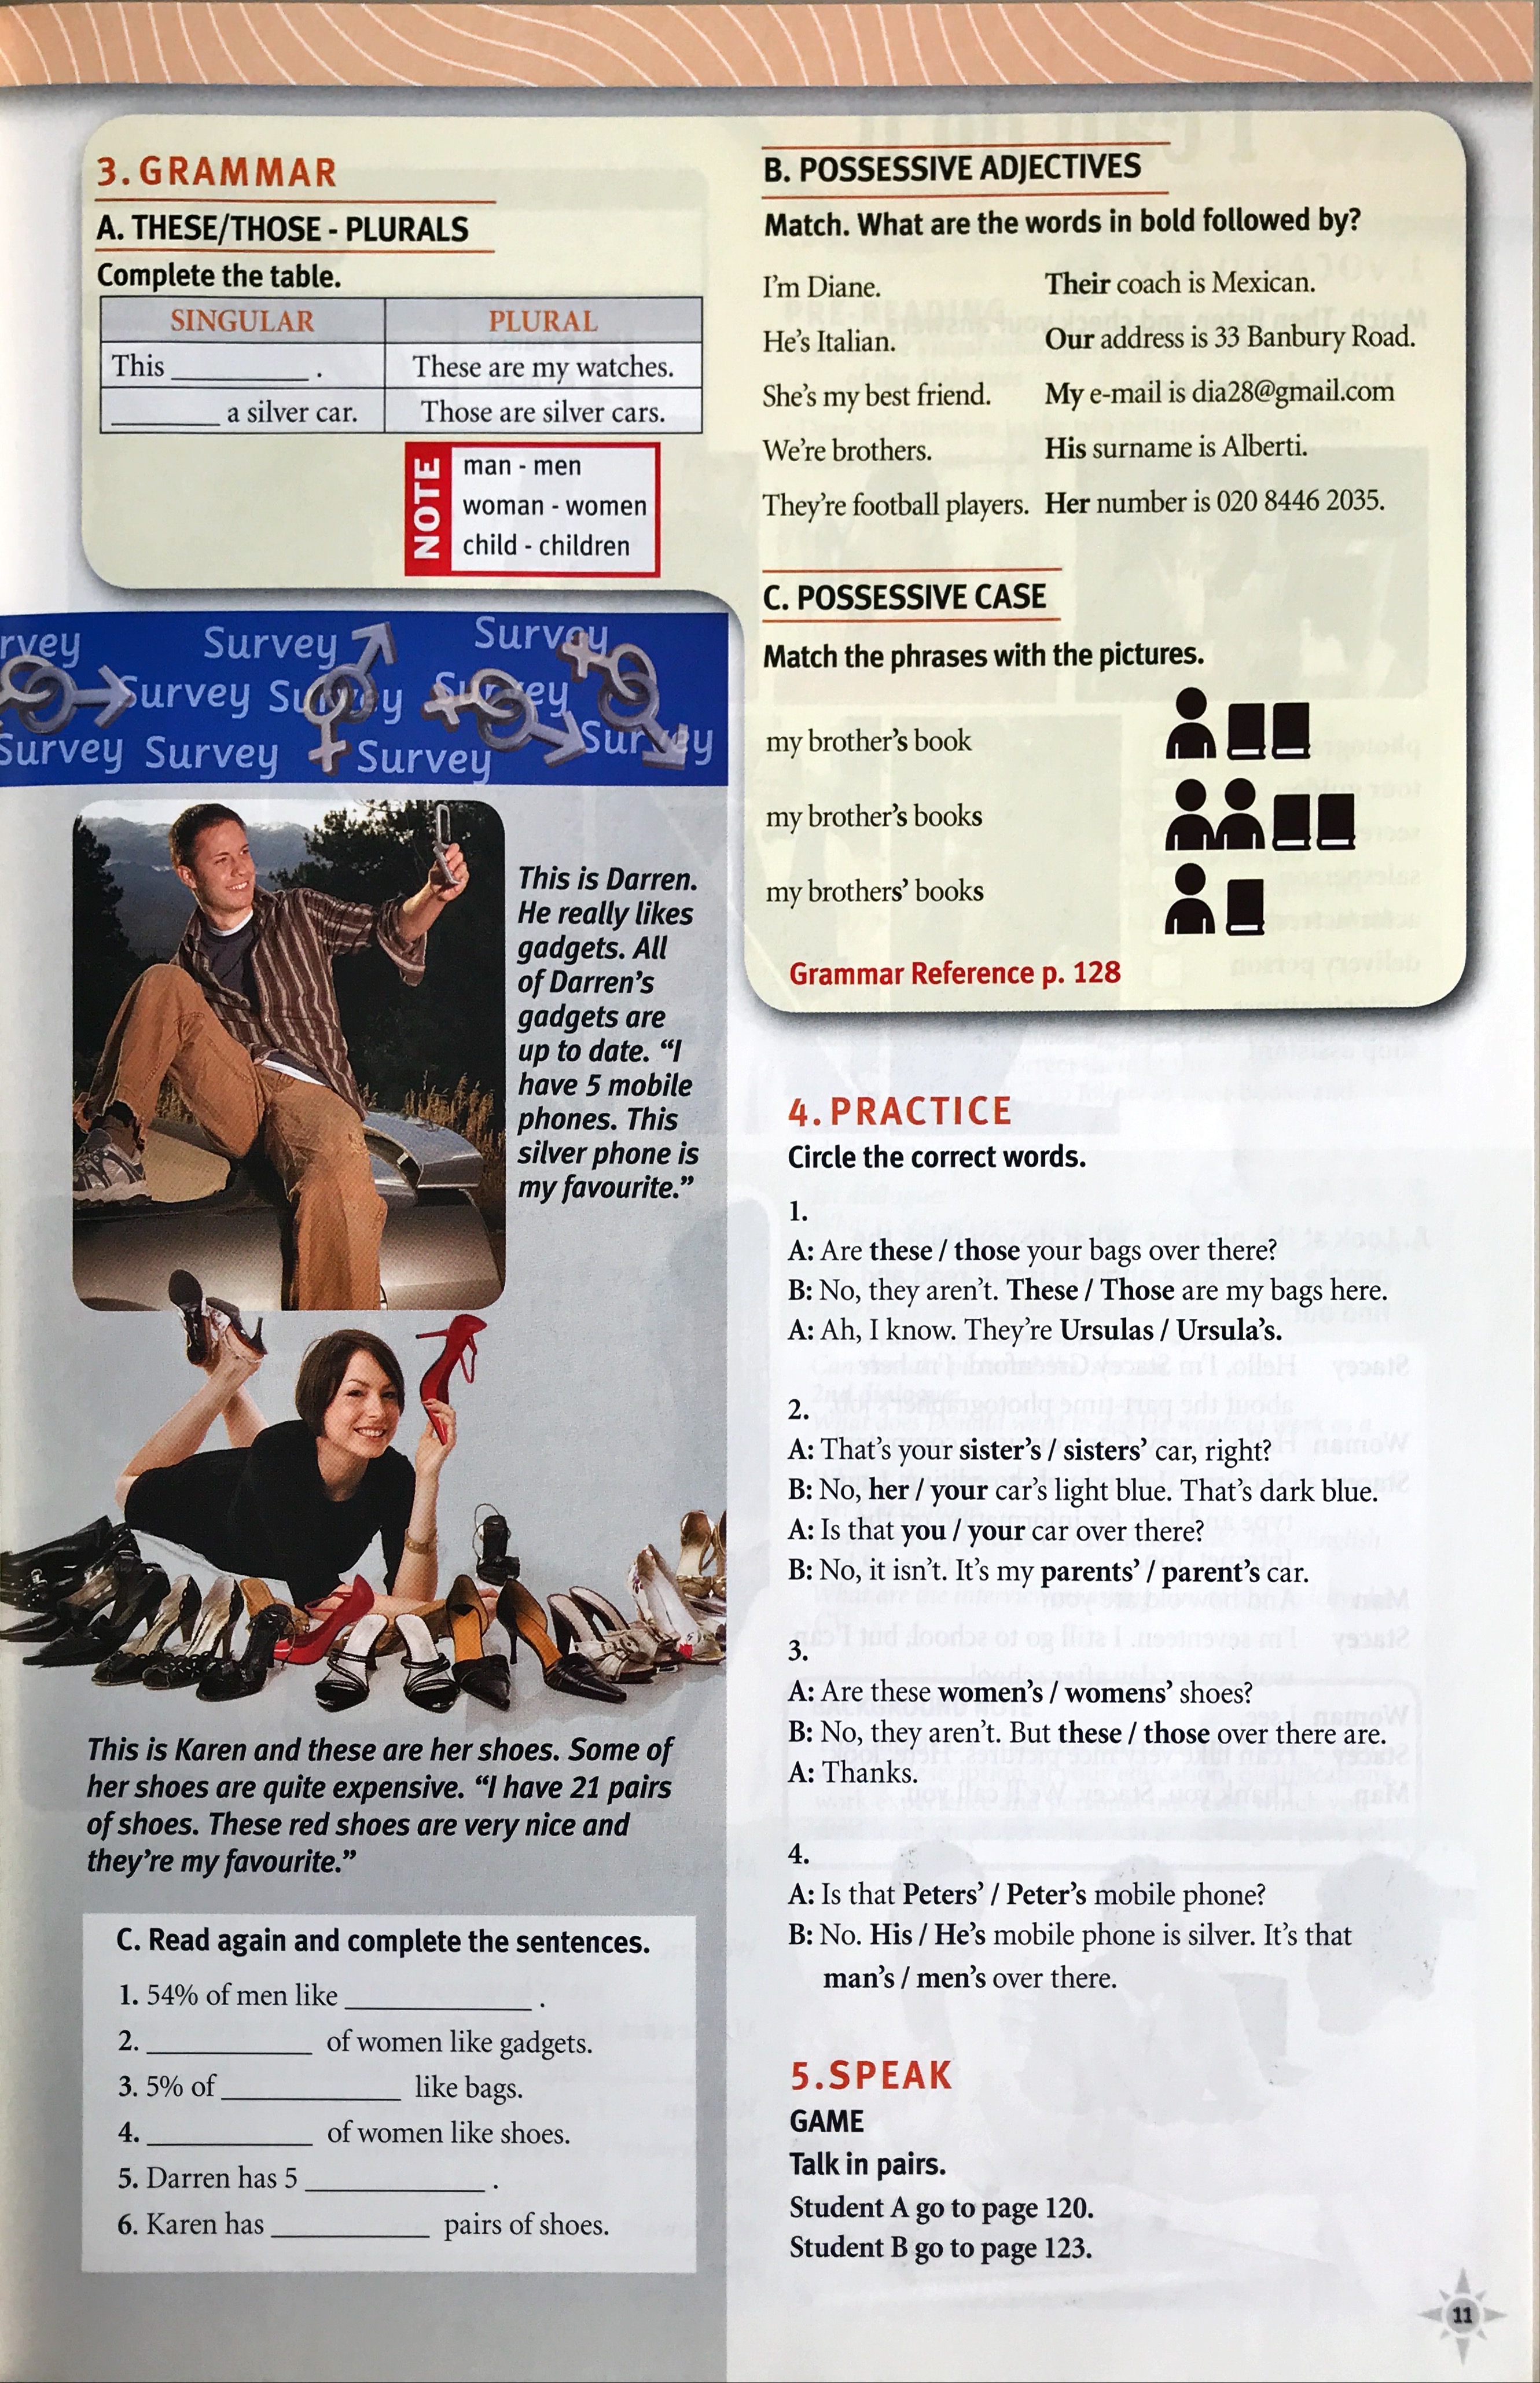 3. GRAMMAR
A. THESE/THOSE - PLURALS
Complete the table.
SINGULAR PLURAL
This __________ . These are my watches.
________ a silver car. Those are silver cars.
NOTE
man - men
woman - women
child - children
B. POSSESSIVE ADJECTIVES
Match. What are the words in bold followed by?
I'm Diane. Their coach is Mexican.
He's Italian. Our address is 33 Banbury Road.
She's my best friend. My e-mail is dia28@gmail.com
We're brothers. His surname is Alberti.
They're football players. Her number is 020 8446 2035.
C. POSSESSIVE CASE
Match the phrases with the pictures.
my brother's book
my brother's books
my brothers' books
Grammar Reference p. 128
rvey Survey Survey
Survey Survey Survey
Survey Survey Survey Survey
This is Darren.
He really likes
gadgets. All
of Darren's
gadgets are
up to date. “I
have 5 mobile
phones. This
silver phone is
my favourite.”
This is Karen and these are her shoes. Some of
her shoes are quite expensive. “I have 21 pairs
of shoes. These red shoes are very nice and
they're my favourite.”
C. Read again and complete the sentences.
1. 54% of men like ______________ .
2. ____________ of women like gadgets.
3. 5% of _____________ like bags.
4. ____________ of women like shoes.
5. Darren has 5 _____________ .
6. Karen has ____________ pairs of shoes.
4. PRACTICE
Circle the correct words.
1.
A: Are these / those your bags over there?
B: No, they aren't. These / Those are my bags here.
A: Ah, I know. They're Ursulas / Ursula's.
2.
A: That's your sister's / sisters' car, right?
B: No, her / your car's light blue. That's dark blue.
A: Is that you / your car over there?
B: No, it isn't. It's my parents' / parent's car.
3.
A: Are these women's / womens' shoes?
B: No, they aren't. But these / those over there are.
A: Thanks.
4.
A: Is that Peters' / Peter's mobile phone?
B: No. His / He's mobile phone is silver. It's that
man's / men's over there.
5. SPEAK
GAME
Talk in pairs.
Student A go to page 120.
Student B go to page 123.
11